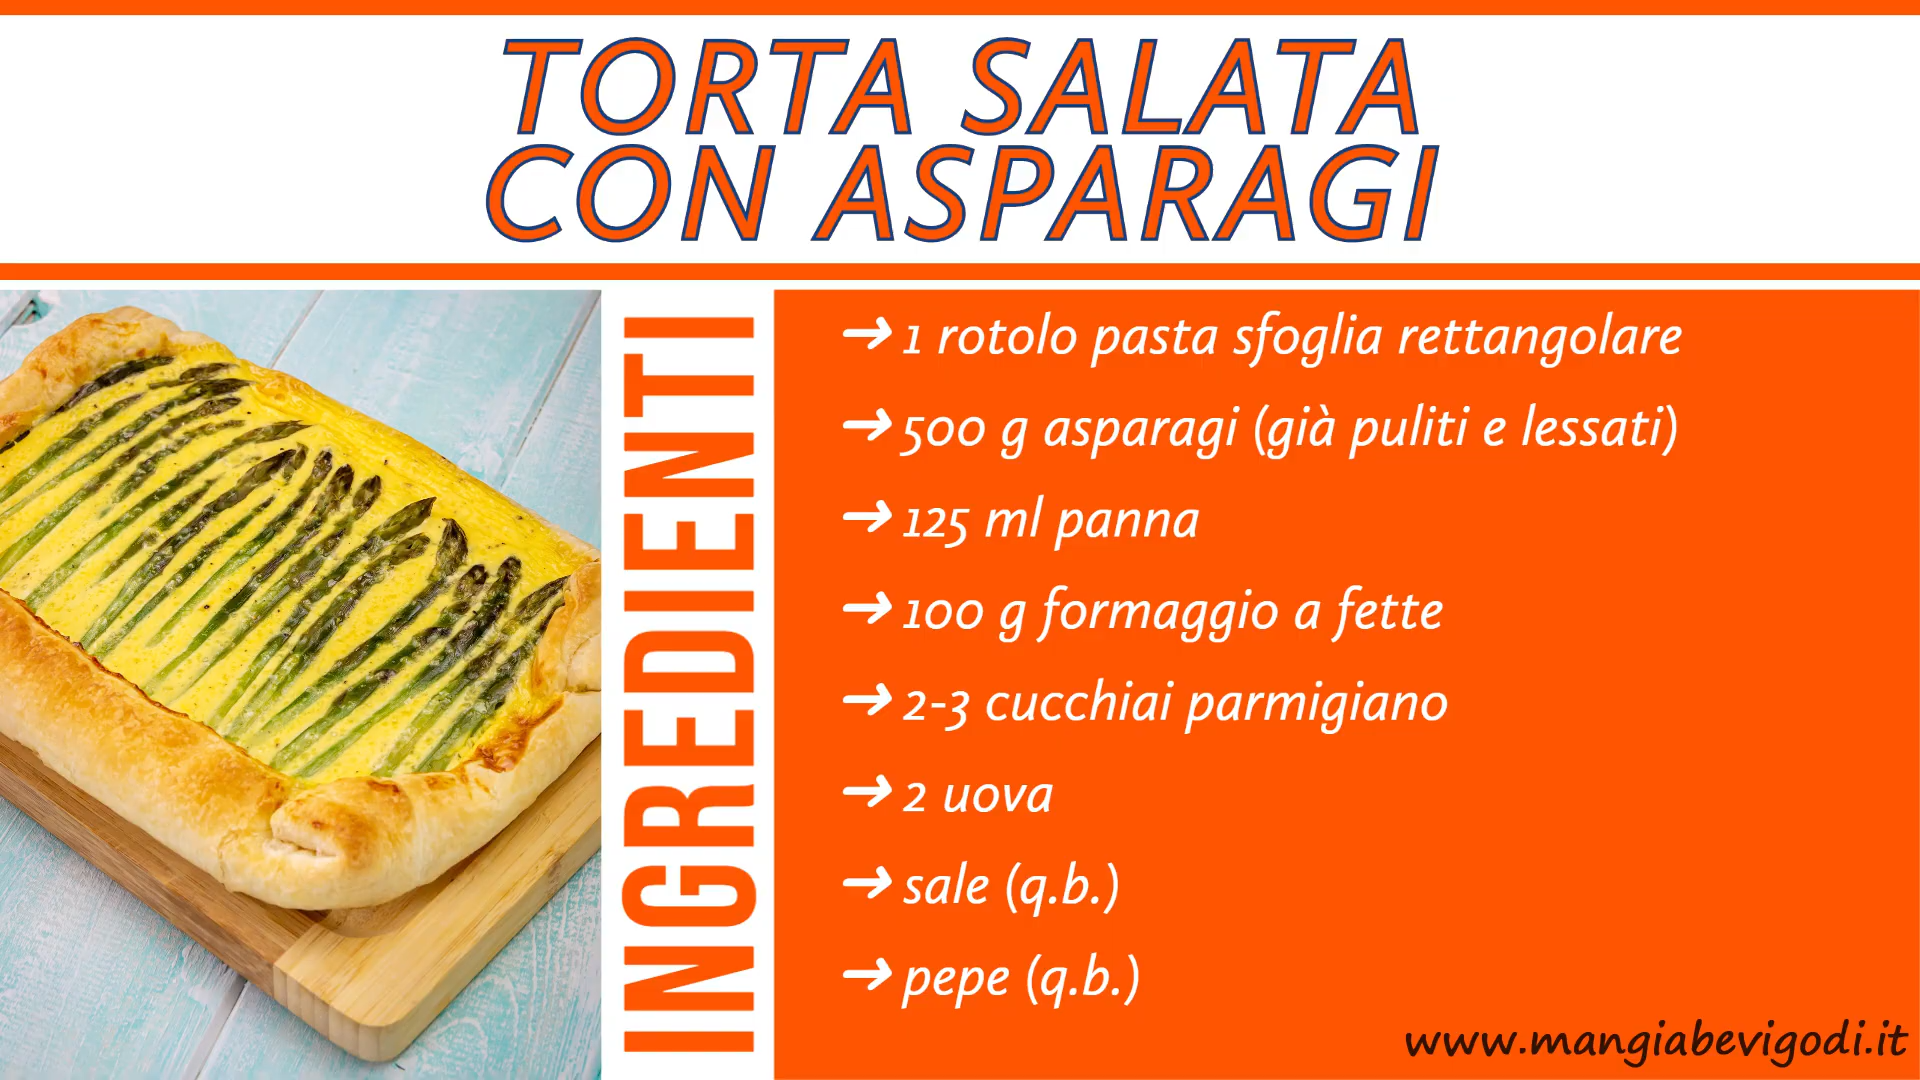 TORTA SALATA
CON ASPARAGI
INGREDIENTI
→ 1 rotolo pasta sfoglia rettangolare
→ 500 g asparagi (già puliti e lessati)
→ 125 ml panna
→ 100 g formaggio a fette
→ 2-3 cucchiai parmigiano
→ 2 uova
→ sale (q.b.)
→ pepe (q.b.)
www.mangiabevigodi.it